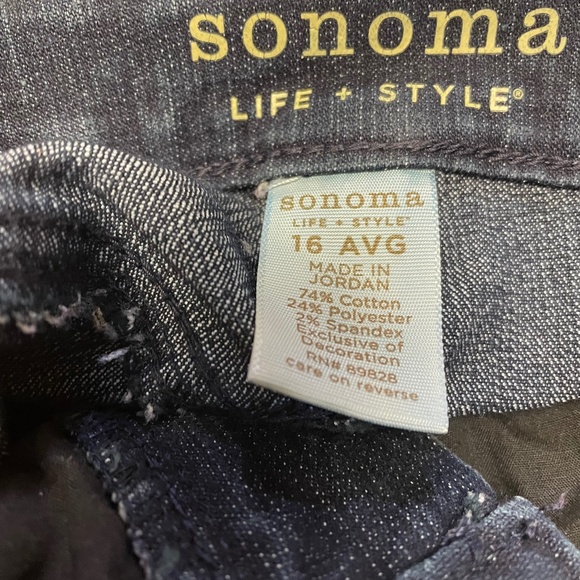 sonoma
LIFE + STYLE®
sonoma
LIFE + STYLE®
16 AVG
MADE IN
JORDAN
74% Cotton
24% Polyester
2% Spandex
Exclusive of
Decoration
RN# 89828
care on reverse